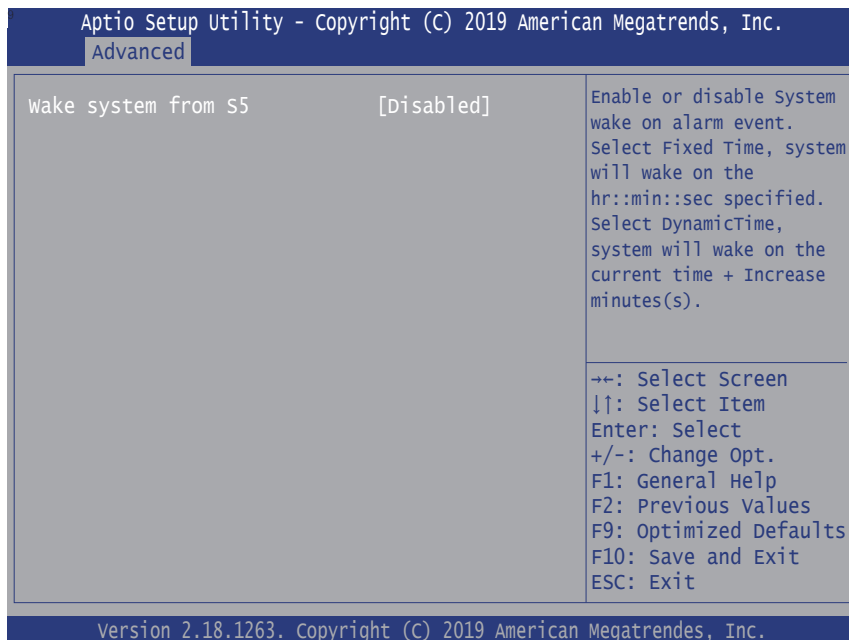 Aptio Setup Utility - Copyright (C) 2019 American Megatrends, Inc.
Advanced
Wake system from S5 [Disabled]
Enable or disable System
wake on alarm event.
Select Fixed Time, system
will wake on the
hr::min::sec specified.
Select DynamicTime,
system will wake on the
current time + Increase
minutes(s).
→←: Select Screen
↓↑: Select Item
Enter: Select
+/-: Change Opt.
F1: General Help
F2: Previous Values
F9: Optimized Defaults
F10: Save and Exit
ESC: Exit
Version 2.18.1263. Copyright (C) 2019 American Megatrendes, Inc.